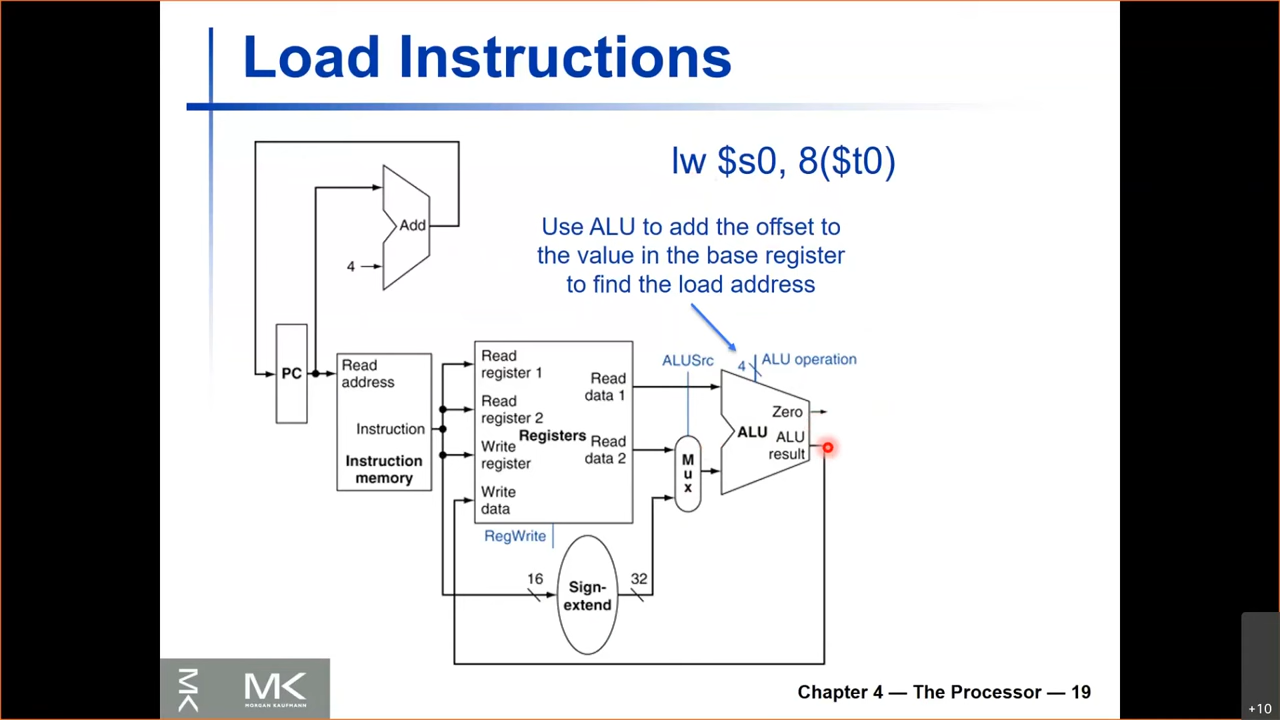 Load Instructions
lw $s0, 8($t0)
Use ALU to add the offset to
the value in the base register
to find the load address
Add
4
PC
Read
address
Instruction
Instruction
memory
Read
register 1
Read
register 2
Write
register
Write
data
Registers
Read
data 1
Read
data 2
RegWrite
16
Sign-
extend
32
ALUSrc
M
u
x
4
ALU operation
Zero
ALU
ALU
result
MK
MK
MORGAN KAUFMANN
Chapter 4 — The Processor — 19
+10